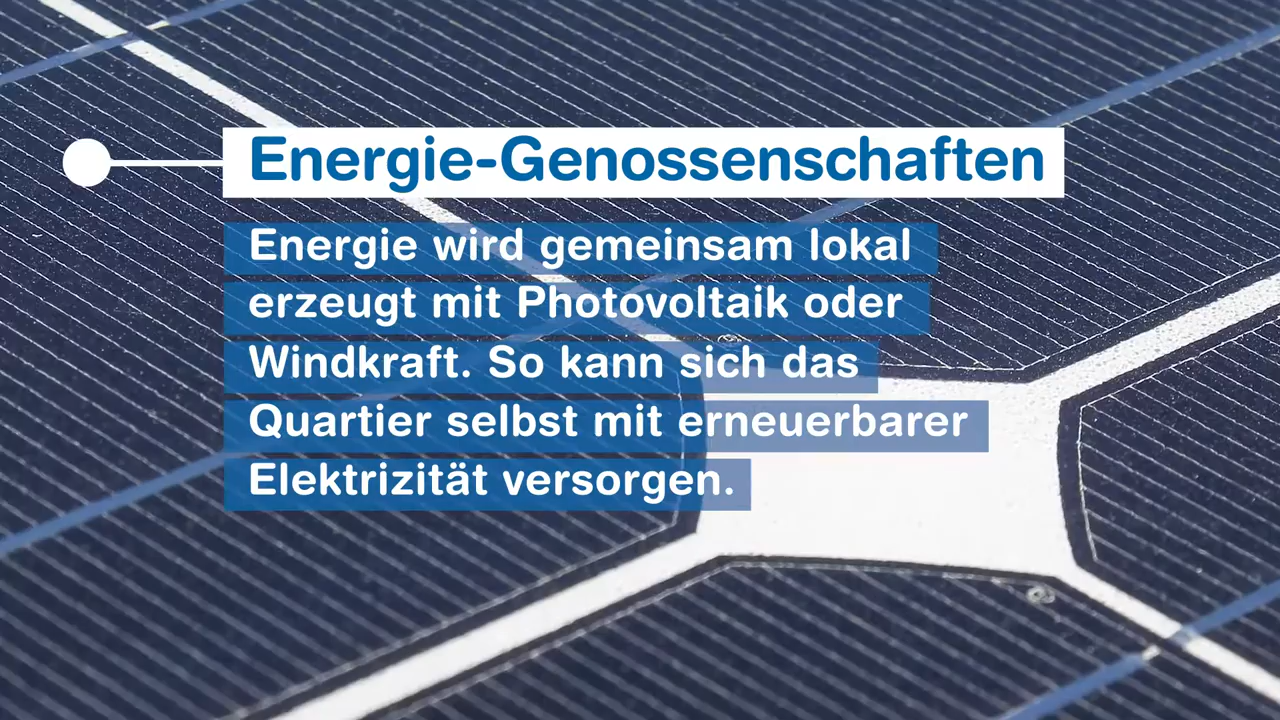 Energie-Genossenschaften
Energie wird gemeinsam lokal
erzeugt mit Photovoltaik oder
Windkraft. So kann sich das
Quartier selbst mit erneuerbarer
Elektrizität versorgen.